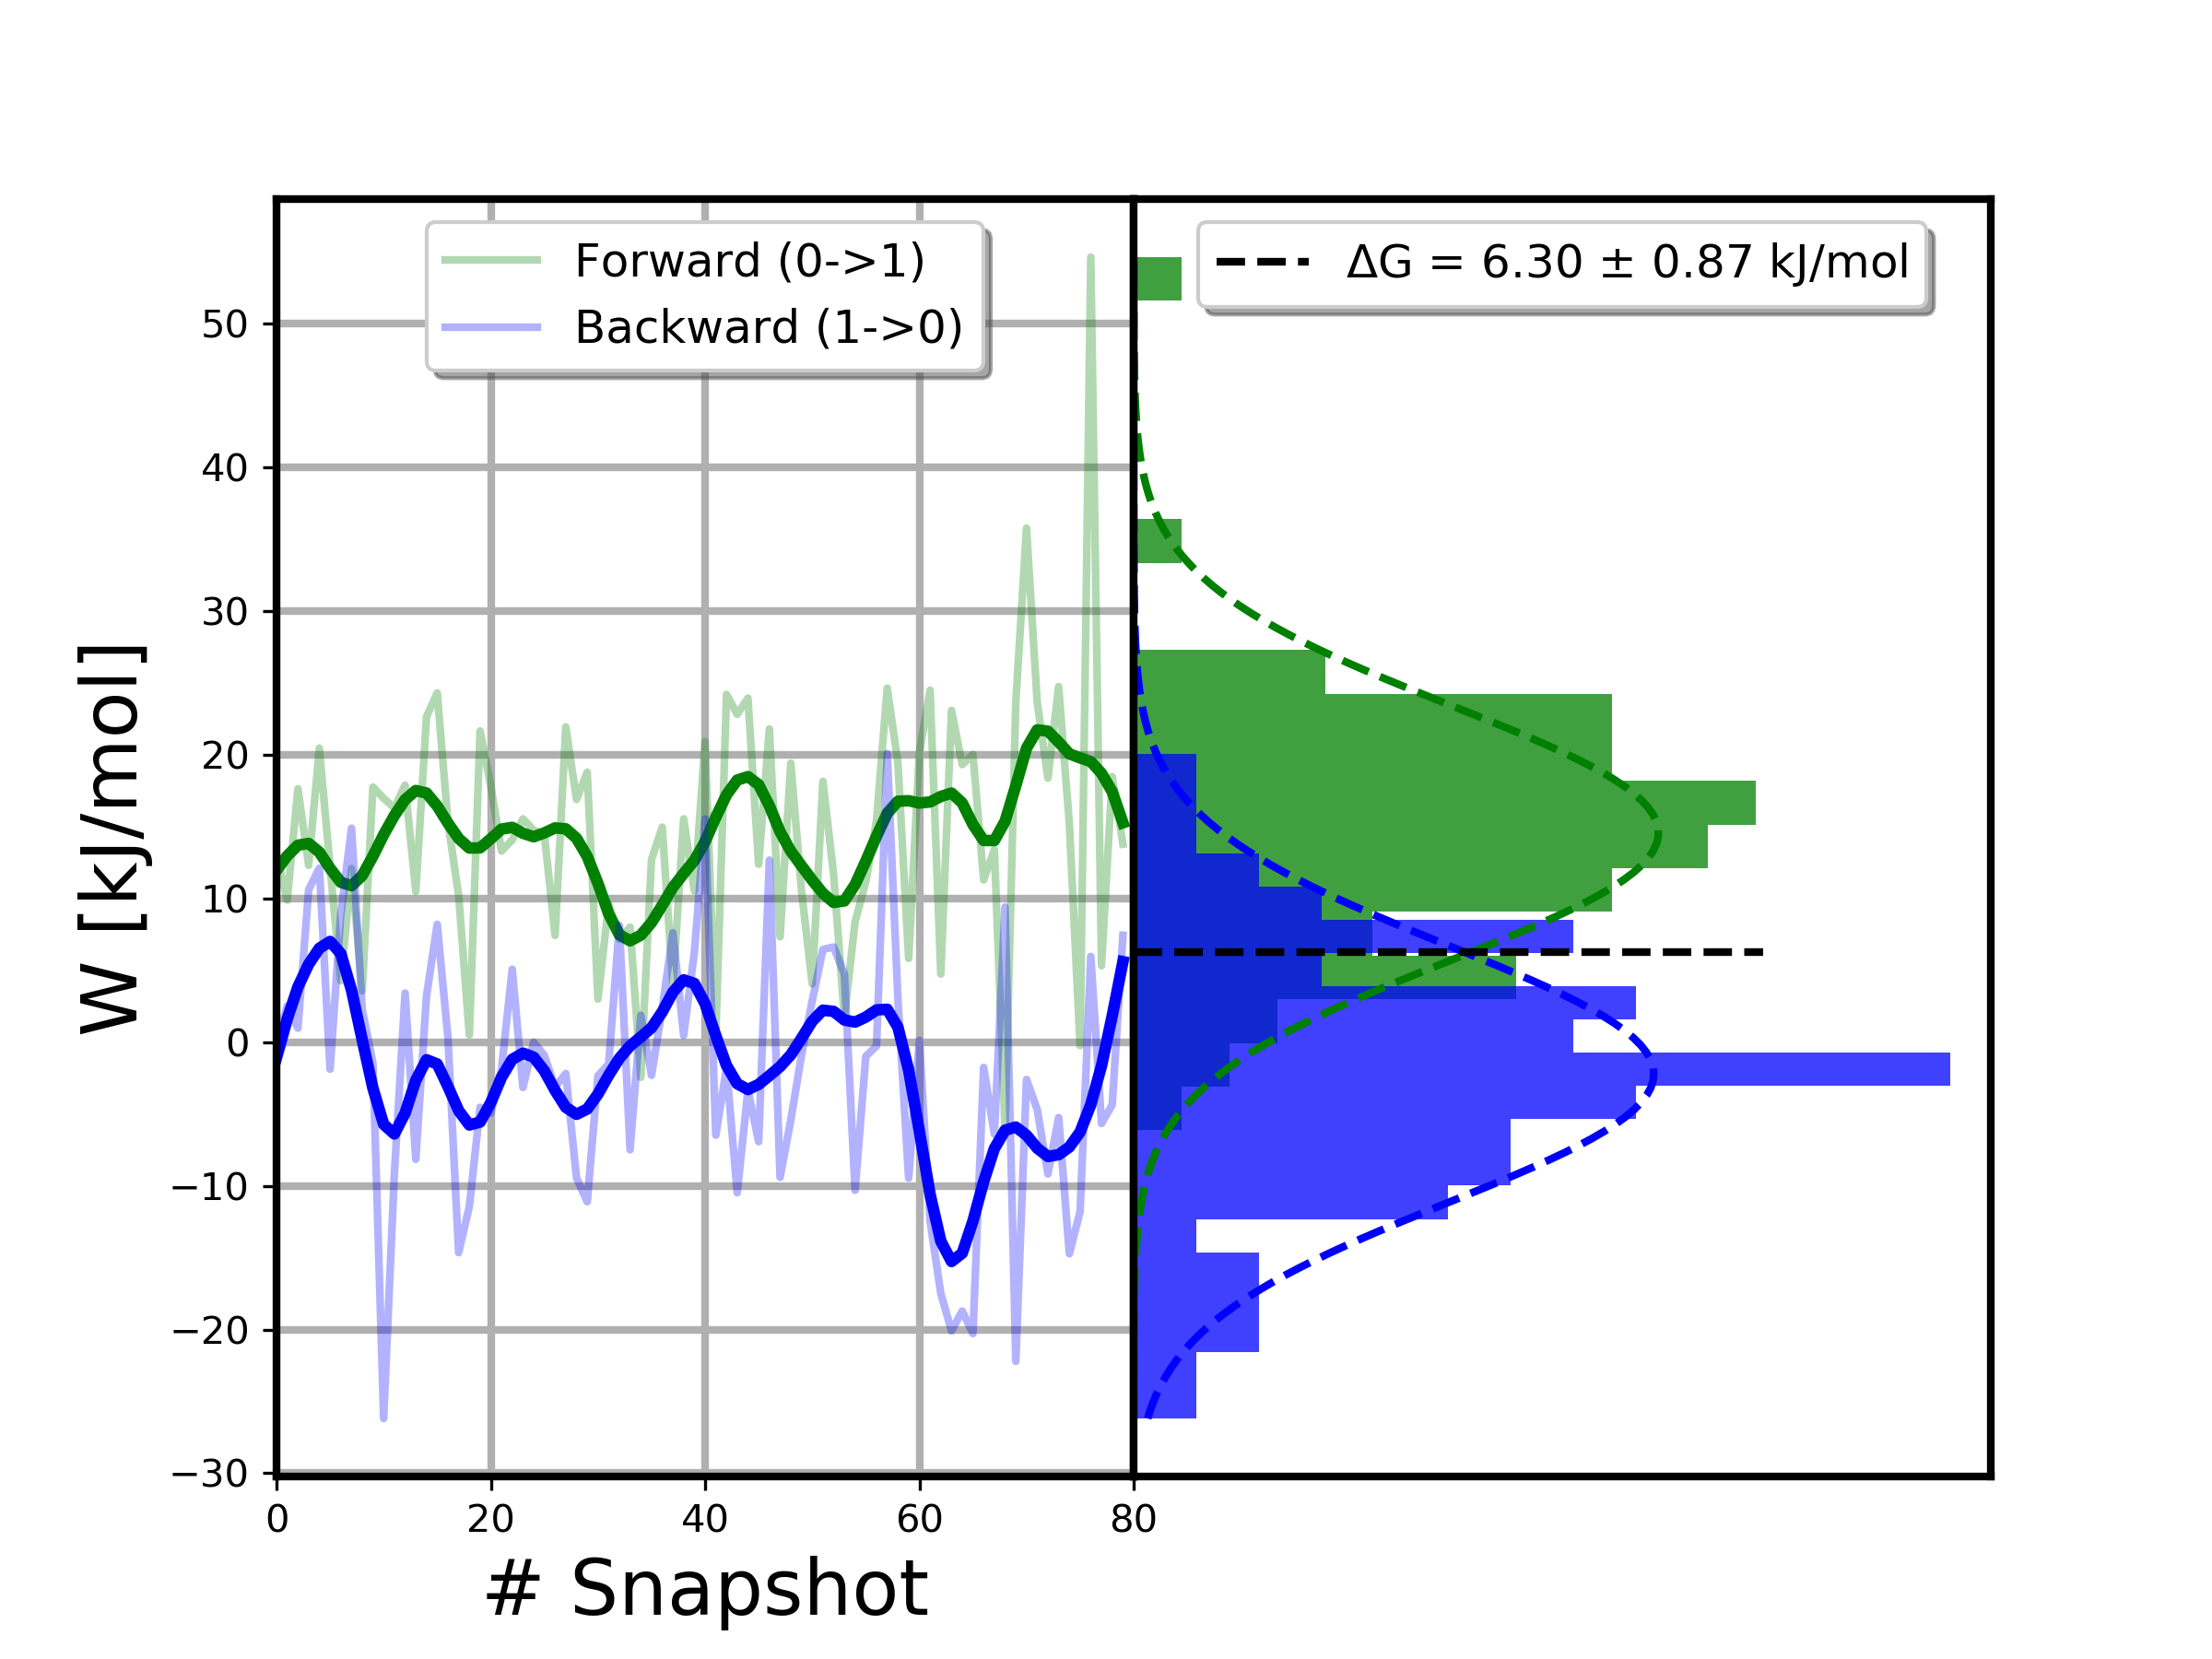 Forward (0->1)
Backward (1->0)
ΔG = 6.30 ± 0.87 kJ/mol
W [kJ/mol]
50
40
30
20
10
0
−10
−20
−30
0 20 40 60 80
# Snapshot